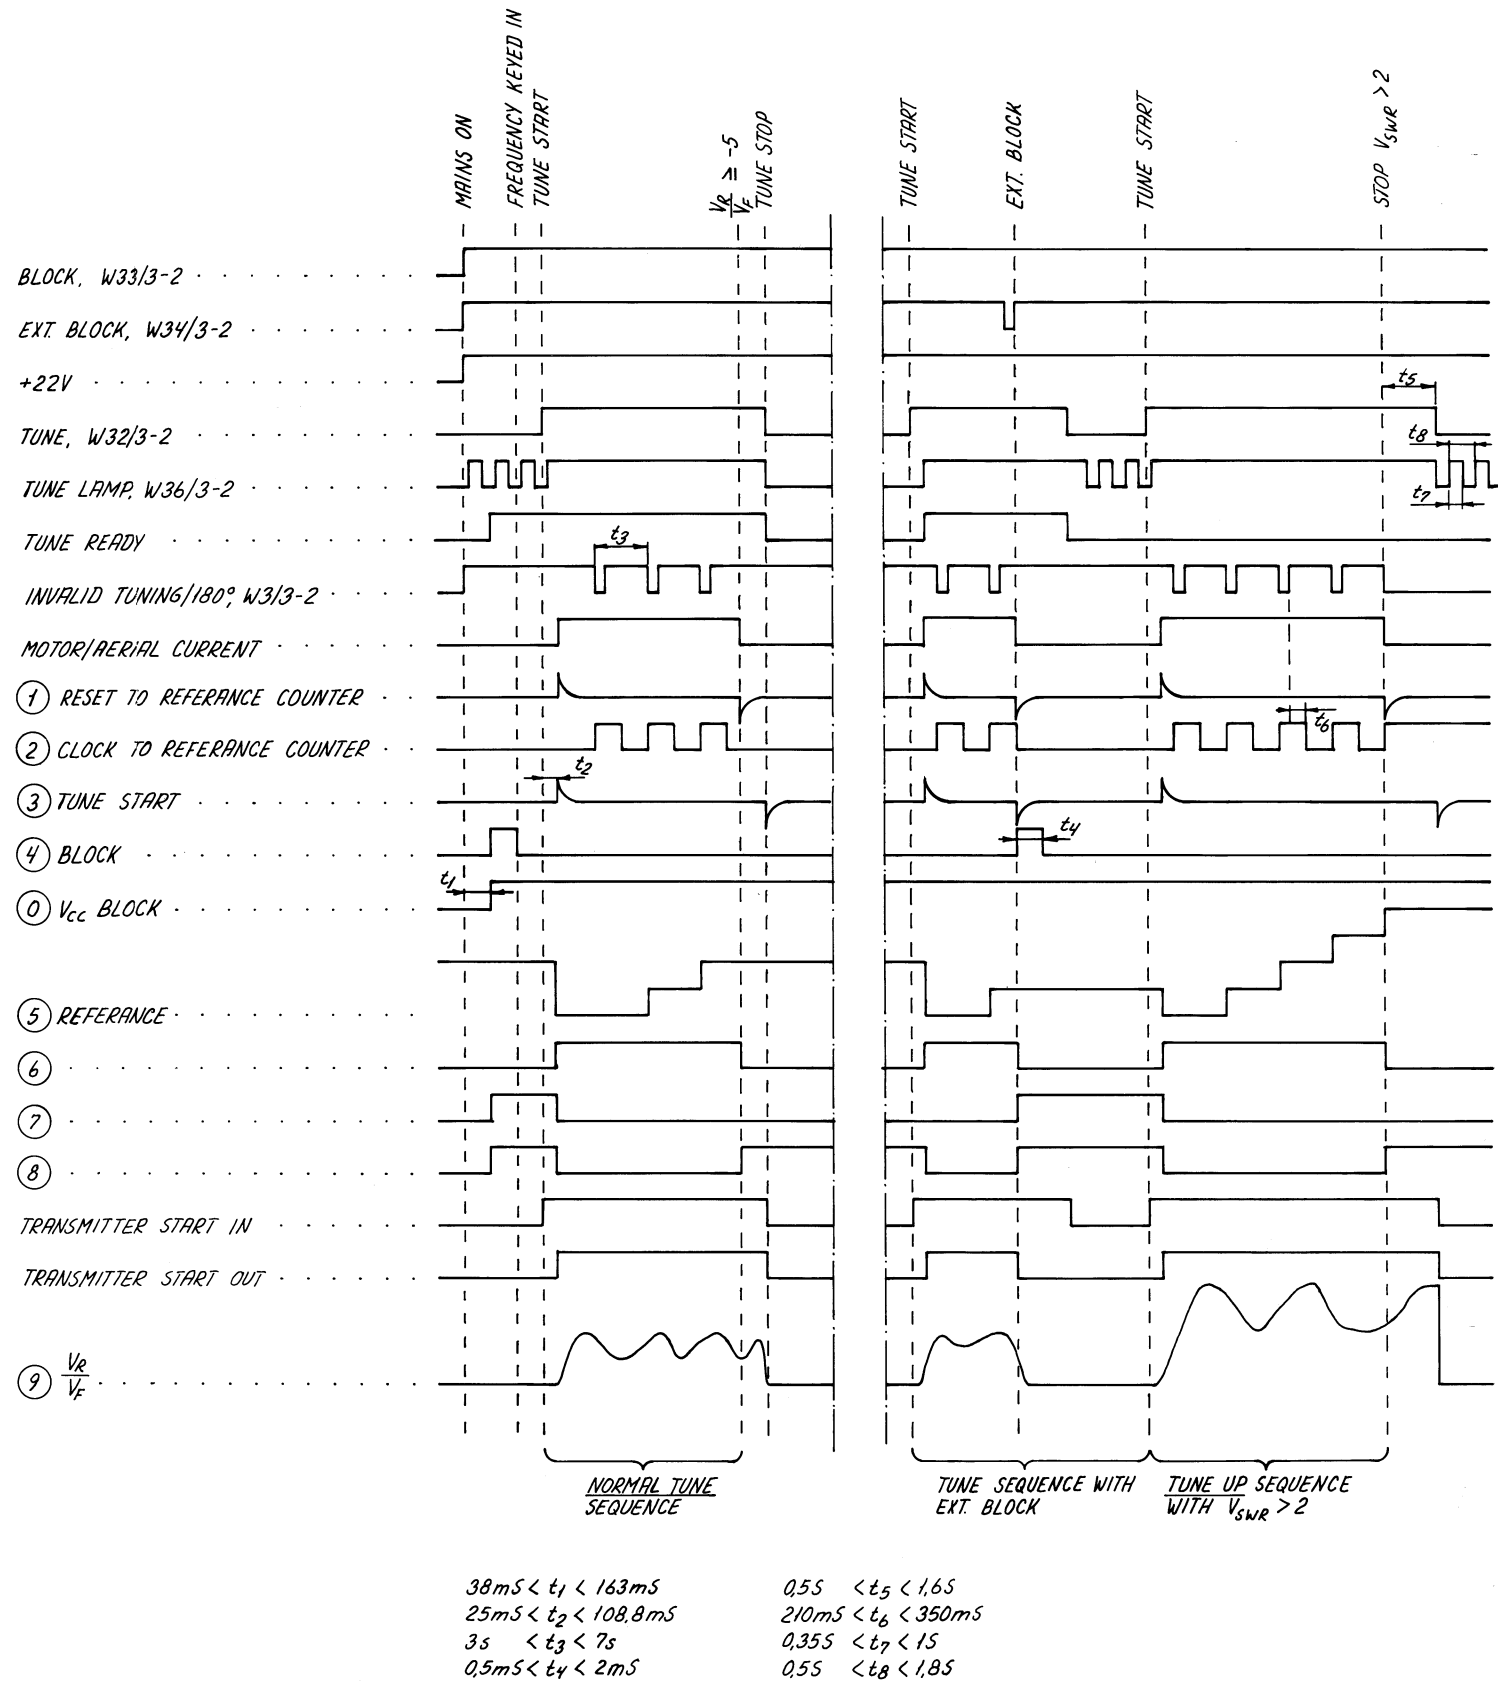 MAINS ON
FREQUENCY KEYED IN
TUNE START
VR/VF ≥ -5
TUNE STOP
TUNE START
EXT. BLOCK
TUNE START
STOP VSWR > 2
BLOCK, W33/3-2
EXT. BLOCK, W34/3-2
+22V
t5
TUNE, W32/3-2
t8
TUNE LAMP, W36/3-2
t7
TUNE READY
t3
INVALID TUNING/180°, W3/3-2
MOTOR/AERIAL CURRENT
1 RESET TO REFERANCE COUNTER
t6
2 CLOCK TO REFERANCE COUNTER
t2
3 TUNE START
t4
4 BLOCK
t1
0 VCC BLOCK
5 REFERANCE
6
7
8
TRANSMITTER START IN
TRANSMITTER START OUT
9 VR/VF
NORMAL TUNE
SEQUENCE
TUNE SEQUENCE WITH
EXT. BLOCK
TUNE UP SEQUENCE
WITH VSWR > 2
38mS < t1 < 163mS
25mS < t2 < 108,8mS
3s < t3 < 7s
0,5mS < t4 < 2mS
0,5S < t5 < 1,6S
210mS < t6 < 350mS
0,35S < t7 < 1S
0,5S < t8 < 1,8S